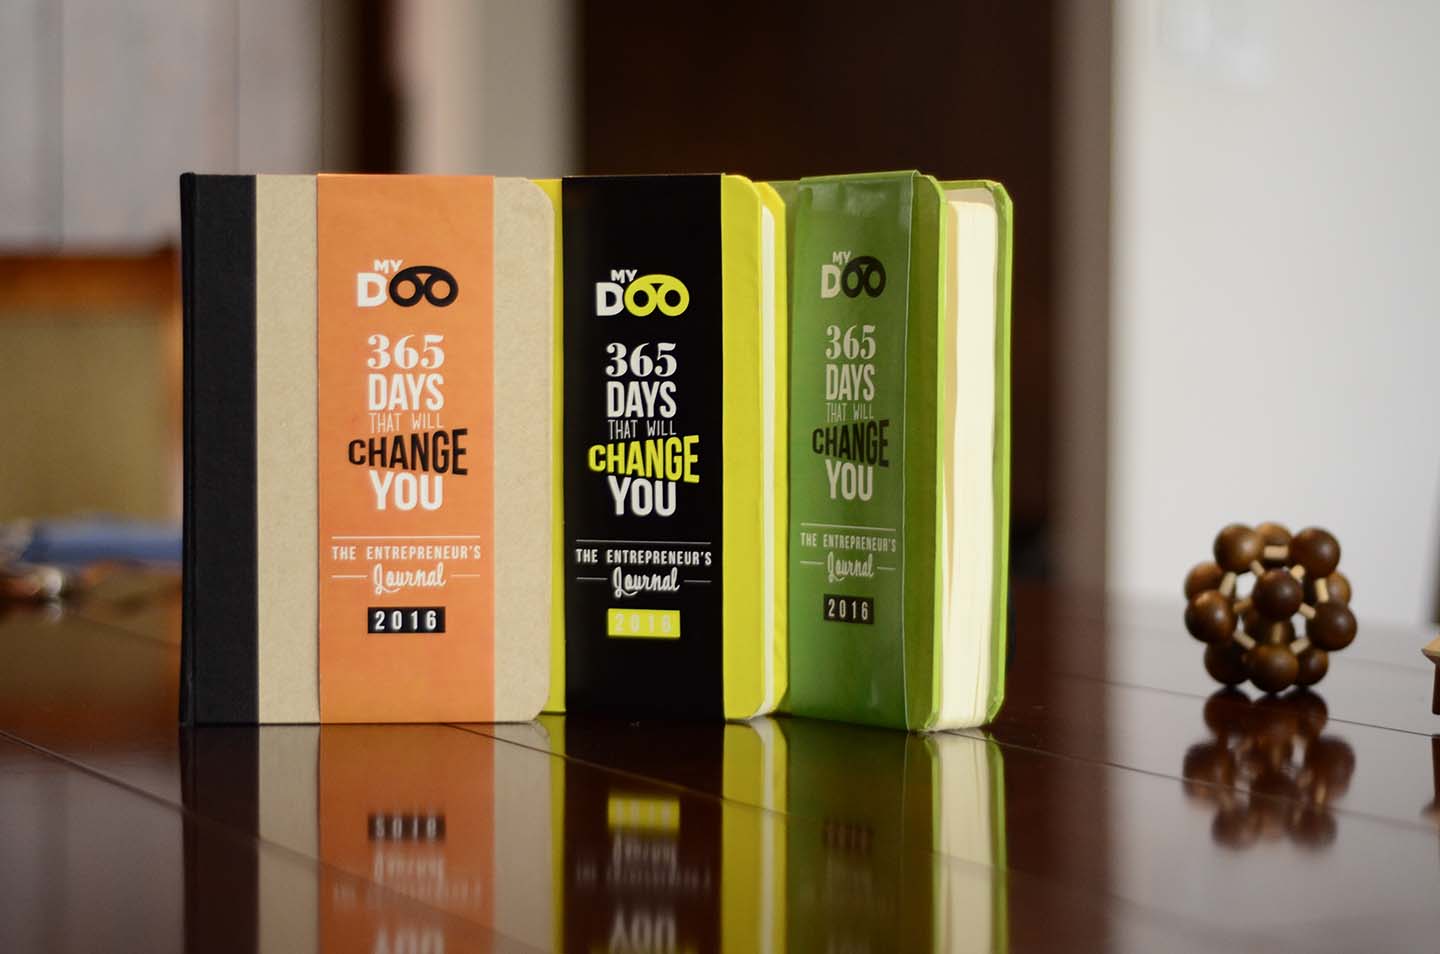 MY
DOO
365
DAYS
THAT WILL
CHANGE
YOU
THE ENTREPRENEUR'S
Journal
2016
MY
DOO
365
DAYS
THAT WILL
CHANGE
YOU
THE ENTREPRENEUR'S
Journal
2016
MY
DOO
365
DAYS
THAT WILL
CHANGE
YOU
THE ENTREPRENEUR'S
Journal
2016